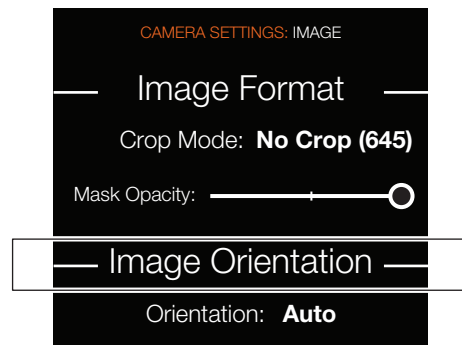 CAMERA SETTINGS: IMAGE
Image Format
Crop Mode: No Crop (645)
Mask Opacity:
Image Orientation
Orientation: Auto